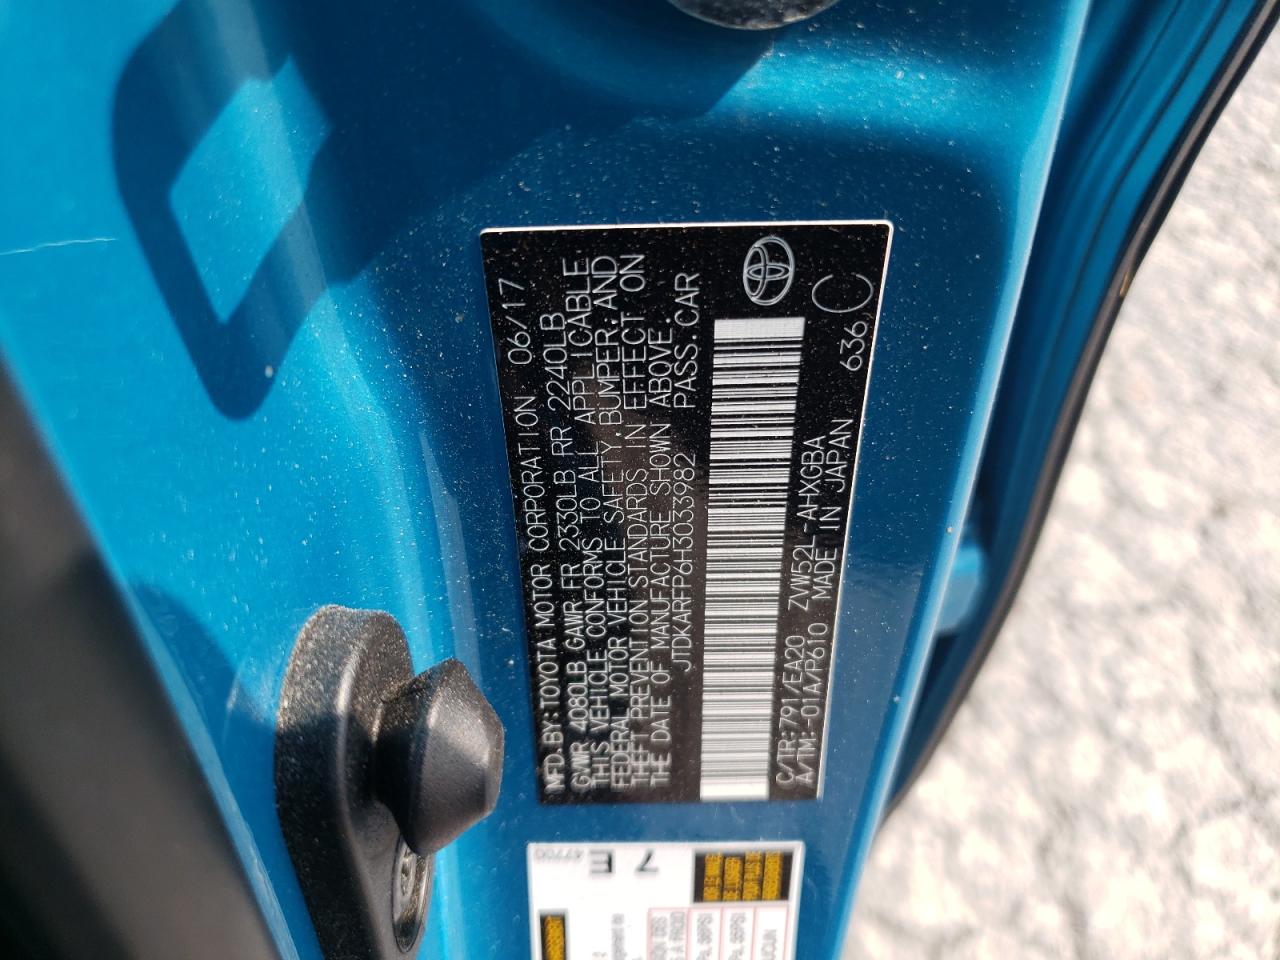 MFD.BY:TOYOTA MOTOR CORPORATION 06/17
GVWR 4080LB GAWR FR 2330LB RR 2240LB
THIS VEHICLE CONFORMS TO ALL APPLICABLE
FEDERAL MOTOR VEHICLE SAFETY,BUMPER,AND
THEFT PREVENTION STANDARDS IN EFFECT ON
THE DATE OF MANUFACTURE SHOWN ABOVE.
JTDKARFP6H3033982 PASS.CAR
C/TR:791/EA20 ZVW52L-AHXGBA
A/TM:-01A/P610 MADE IN JAPAN 636 C
7E
42700